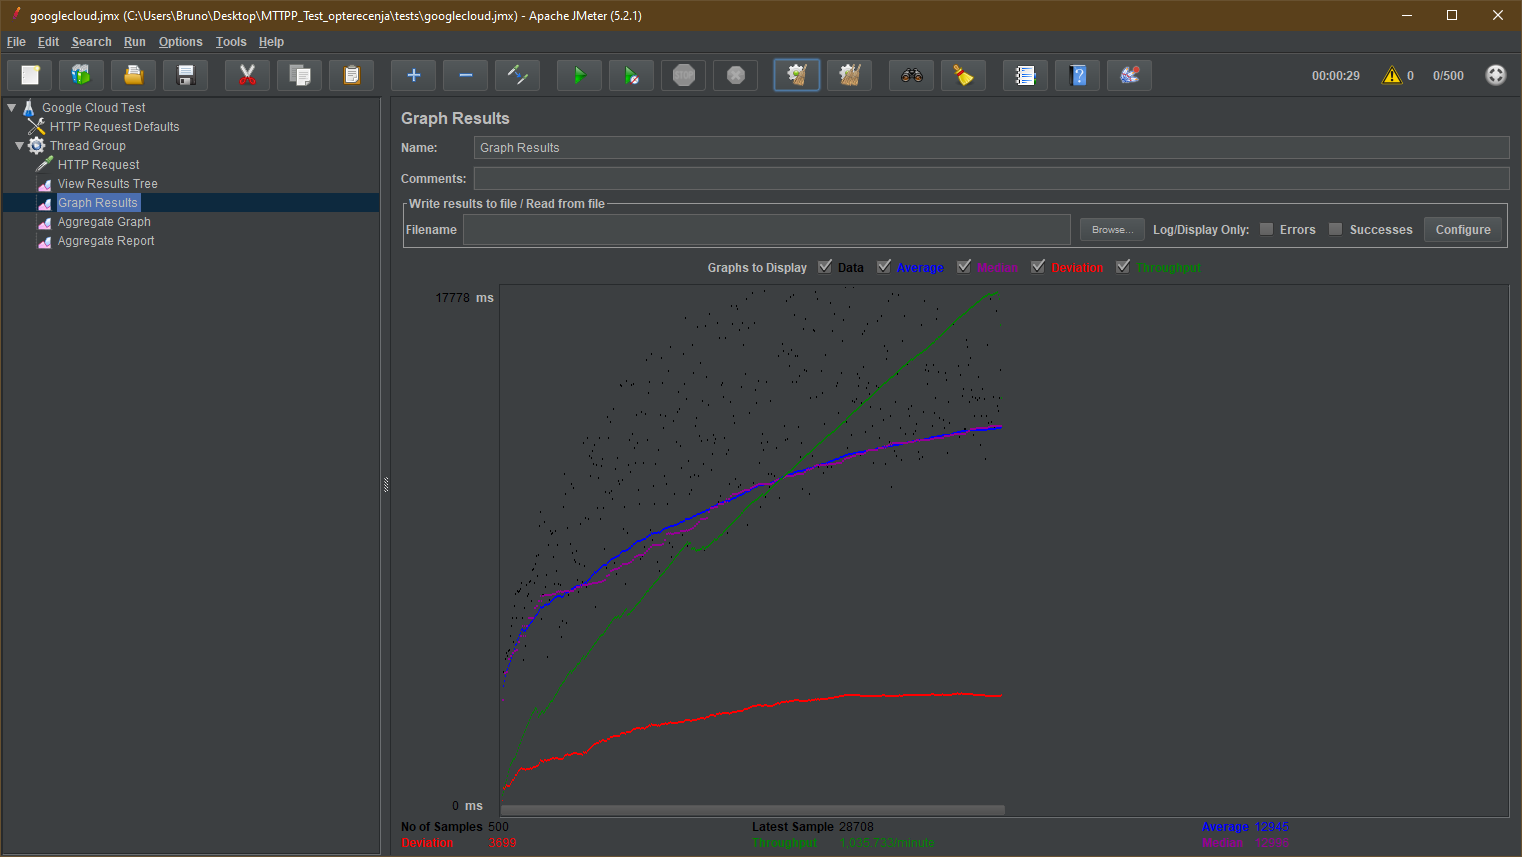 googlecloud.jmx (C:\Users\Bruno\Desktop\MTTPP_Test_opterecenja\tests\googlecloud.jmx) - Apache JMeter (5.2.1)
File Edit Search Run Options Tools Help
STOP 00:00:29 0 0/500
Google Cloud Test
HTTP Request Defaults
Thread Group
HTTP Request
View Results Tree
Graph Results
Aggregate Graph
Aggregate Report
Graph Results
Name: Graph Results
Comments:
Write results to file / Read from file
Filename Browse... Log/Display Only: Errors Successes Configure
Graphs to Display Data Average Median Deviation Throughput
17778 ms
0 ms
No of Samples 500 Latest Sample 28708 Average 12945
Deviation 3699 Throughput 1,035.733/minute Median